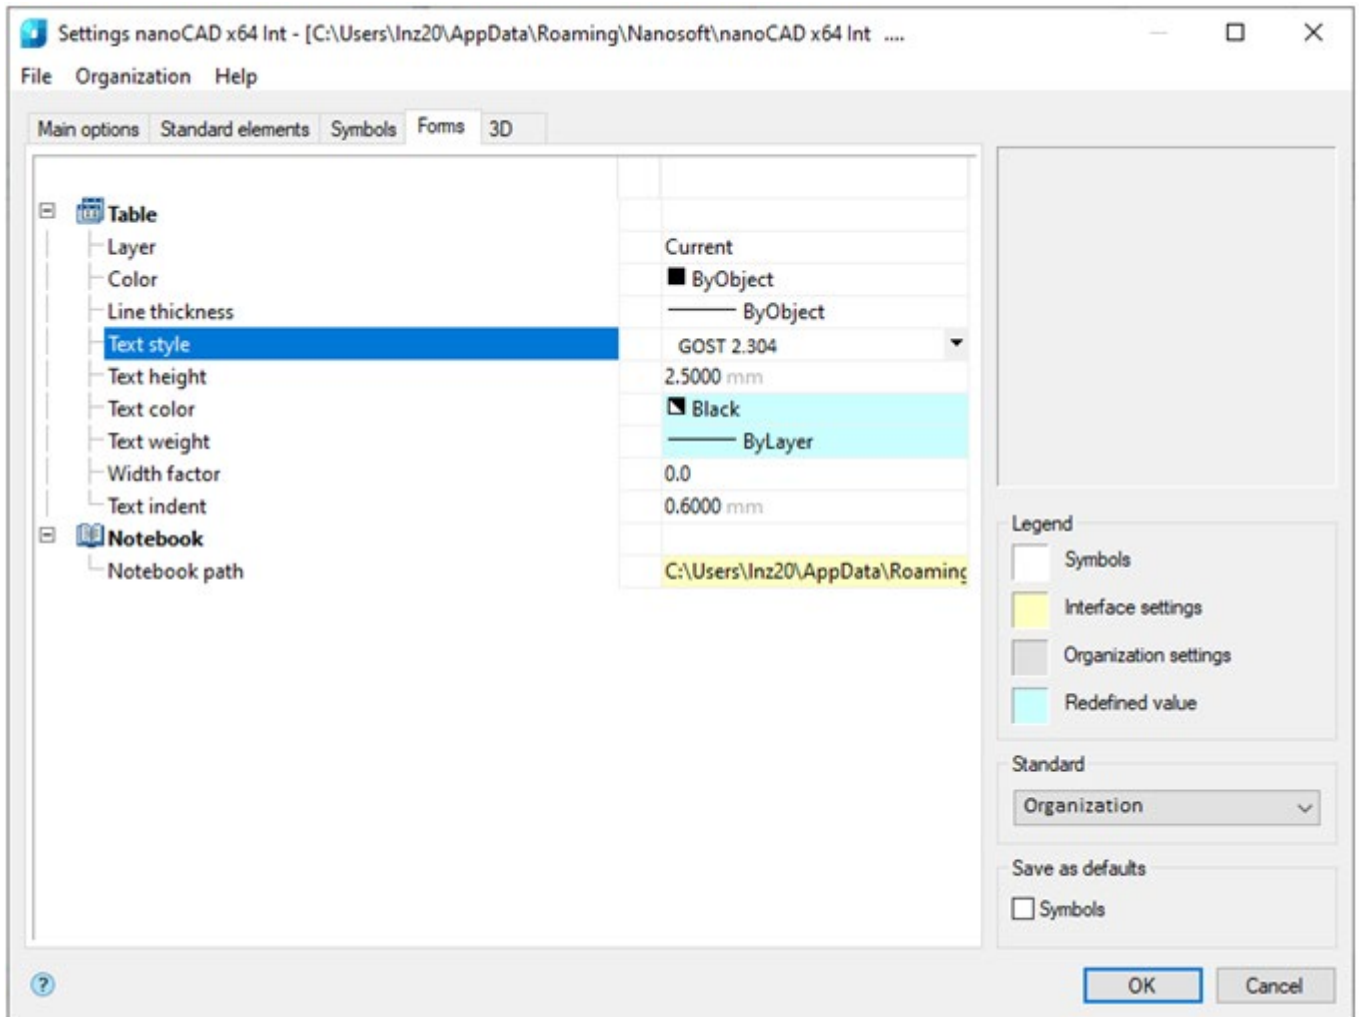 Settings nanoCAD x64 Int - [C:\Users\Inz20\AppData\Roaming\Nanosoft\nanoCAD x64 Int ....
File Organization Help
Main options Standard elements Symbols Forms 3D
Table
Layer Current
Color ByObject
Line thickness ByObject
Text style GOST 2.304
Text height 2.5000 mm
Text color Black
Text weight ByLayer
Width factor 0.0
Text indent 0.6000 mm
Notebook
Notebook path C:\Users\Inz20\AppData\Roaming
Legend
Symbols
Interface settings
Organization settings
Redefined value
Standard
Organization
Save as defaults
Symbols
?
OK Cancel